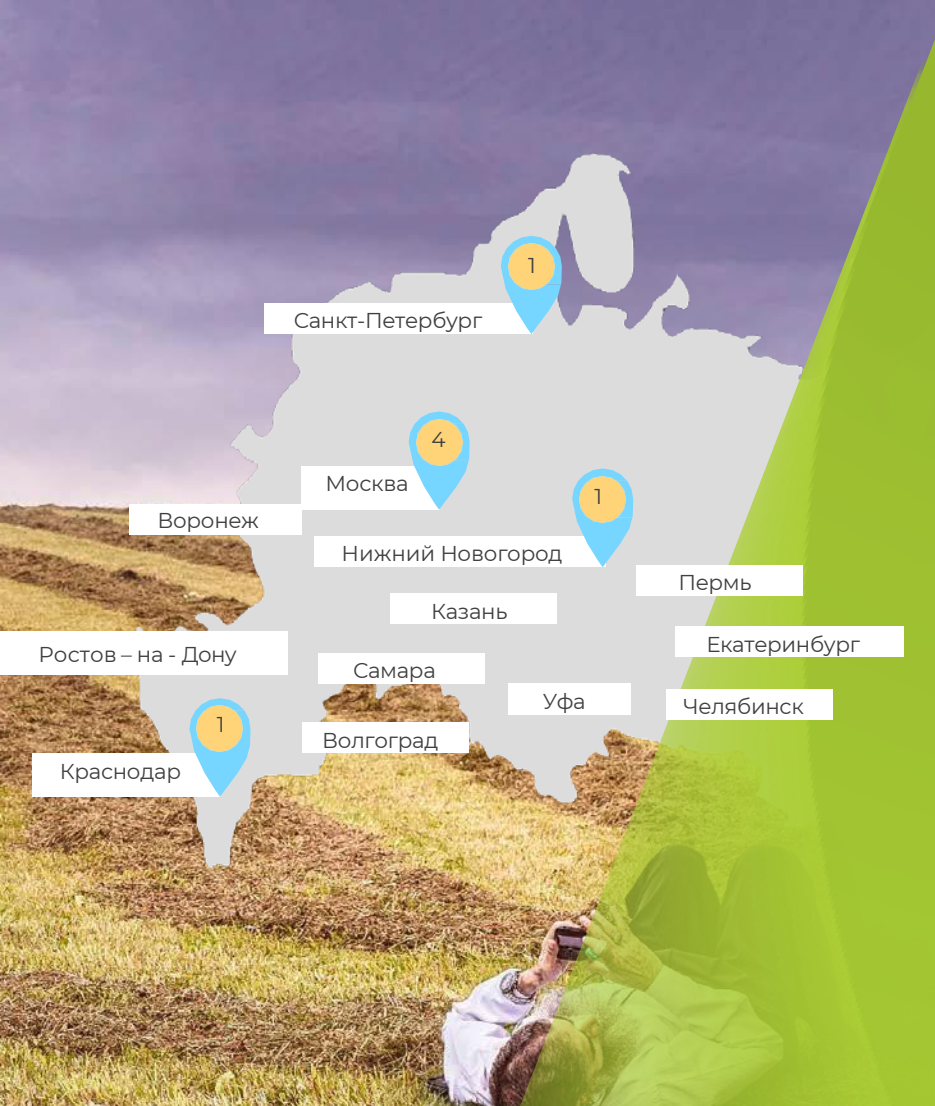 1
Санкт-Петербург
4
Москва
1
Воронеж
Нижний Новогород
Пермь
Казань
Екатеринбург
Ростов – на - Дону
Самара
Уфа
Челябинск
1
Волгоград
Краснодар